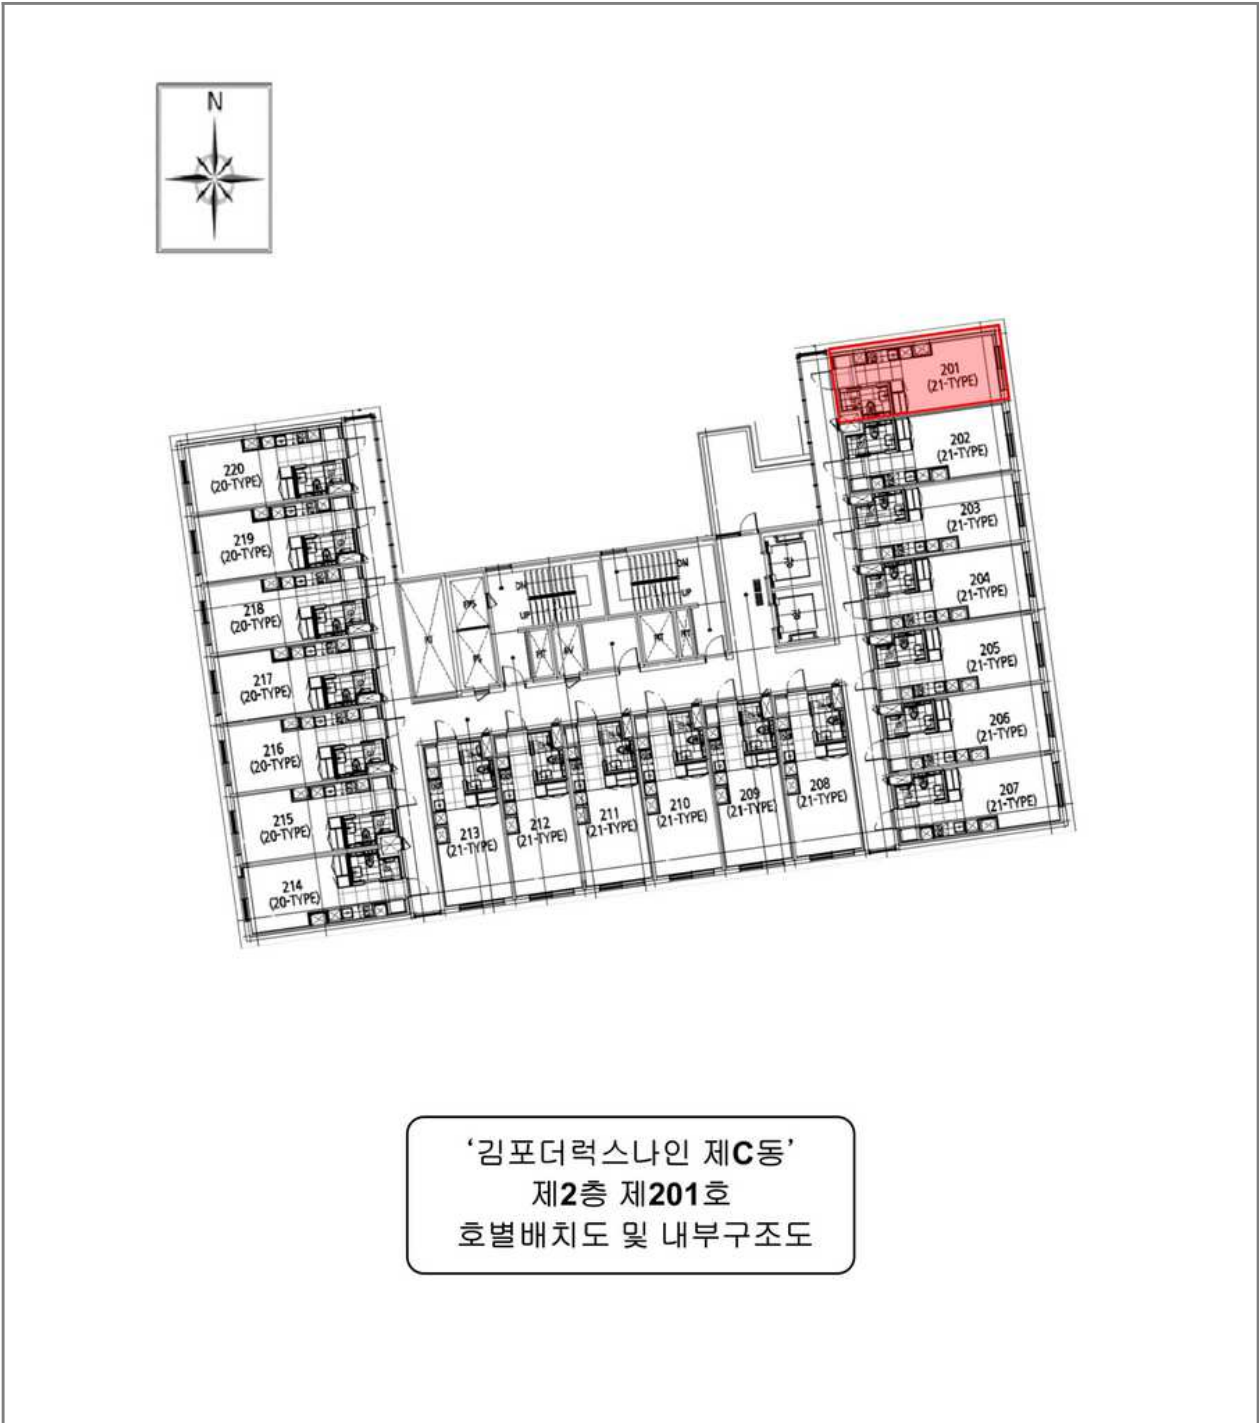 N
201
(21-TYPE)
202
(21-TYPE)
203
(21-TYPE)
204
(21-TYPE)
205
(21-TYPE)
206
(21-TYPE)
207
(21-TYPE)
220
(20-TYPE)
219
(20-TYPE)
218
(20-TYPE)
217
(20-TYPE)
216
(20-TYPE)
215
(20-TYPE)
214
(20-TYPE)
DN
UP
DN
UP
213
(21-TYPE)
212
(21-TYPE)
211
(21-TYPE)
210
(21-TYPE)
209
(21-TYPE)
208
(21-TYPE)
‘김포더럭스나인 제C동’
제2층 제201호
호별배치도 및 내부구조도